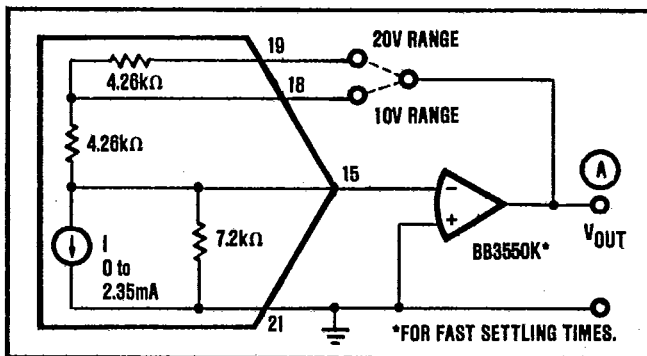 19
20V RANGE
4.26kΩ
18
10V RANGE
4.26kΩ
15
A
−
+
I
0 to
2.35mA
7.2kΩ
BB3550K*
VOUT
21
*FOR FAST SETTLING TIMES.